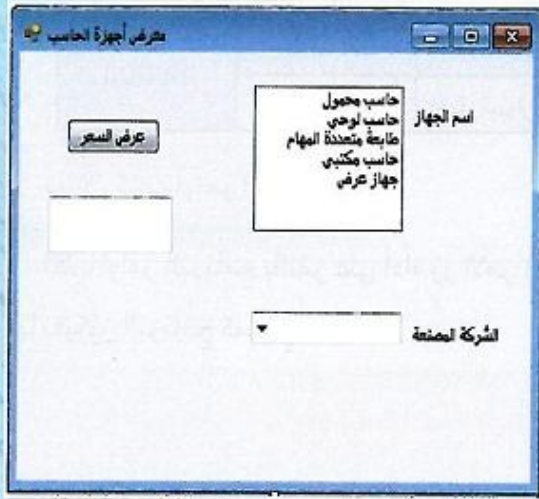 معرض أجهزة الحاسب
اسم الجهاز
حاسب محمول
حاسب لوحي
طابعة متعددة المهام
حاسب مكتبي
جهاز عرض
عرض السعر
الشركة المصنعة